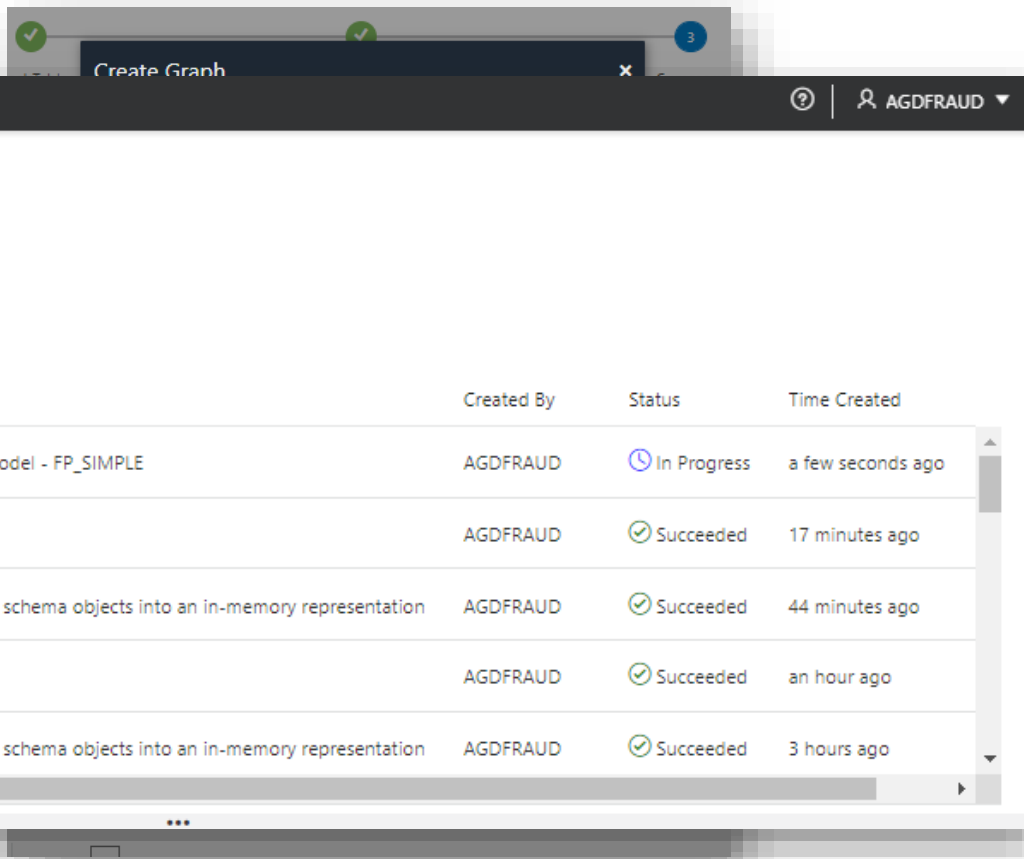 3
Create Graph
AGDFRAUD
Created By Status Time Created
odel - FP_SIMPLE AGDFRAUD In Progress a few seconds ago
AGDFRAUD Succeeded 17 minutes ago
schema objects into an in-memory representation AGDFRAUD Succeeded 44 minutes ago
AGDFRAUD Succeeded an hour ago
schema objects into an in-memory representation AGDFRAUD Succeeded 3 hours ago